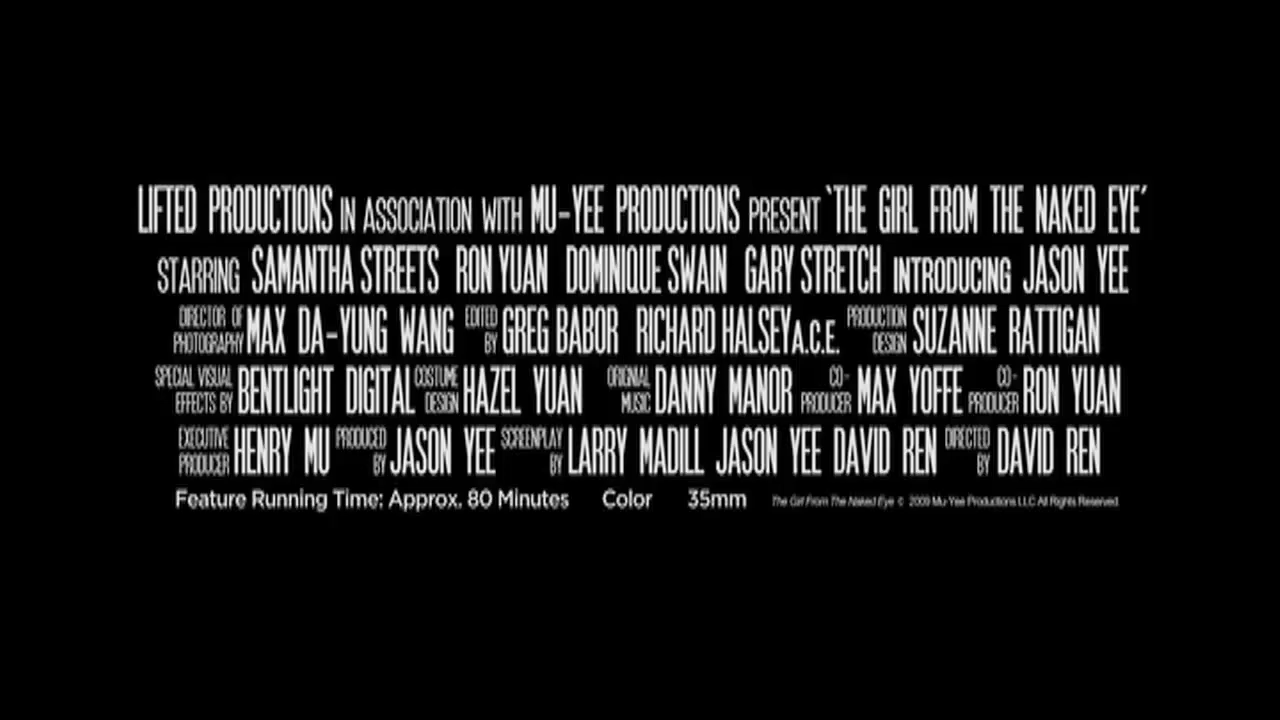 LIFTED PRODUCTIONS IN ASSOCIATION WITH MU-YEE PRODUCTIONS PRESENT `THE GIRL FROM THE NAKED EYE´
STARRING SAMANTHA STREETS RON YUAN DOMINIQUE SWAIN GARY STRETCH INTRODUCING JASON YEE
DIRECTOR OF PHOTOGRAPHY MAX DA-YUNG WANG EDITED BY GREG BABOR RICHARD HALSEY A.C.E. PRODUCTION DESIGN SUZANNE RATTIGAN
SPECIAL VISUAL EFFECTS BY BENTLIGHT DIGITAL COSTUME DESIGN HAZEL YUAN ORIGNIAL MUSIC DANNY MANOR CO-PRODUCER MAX YOFFE CO-PRODUCER RON YUAN
EXECUTIVE PRODUCER HENRY MU PRODUCED BY JASON YEE SCREENPLAY BY LARRY MADILL JASON YEE DAVID REN DIRECTED BY DAVID REN
Feature Running Time: Approx. 80 Minutes Color 35mm The Girl From The Naked Eye © 2009 Mu-Yee Productions LLC All Rights Reserved.